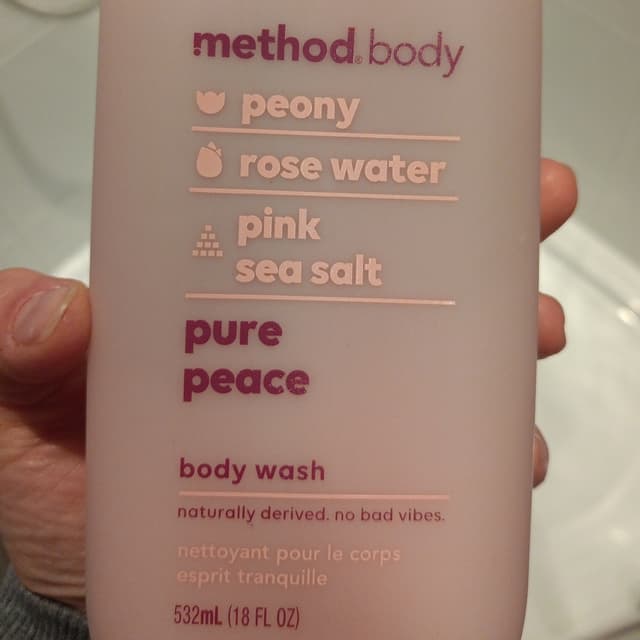 method® body
peony
rose water
pink
sea salt
pure
peace
body wash
naturally derived. no bad vibes.
nettoyant pour le corps
esprit tranquille
532mL (18 FL OZ)